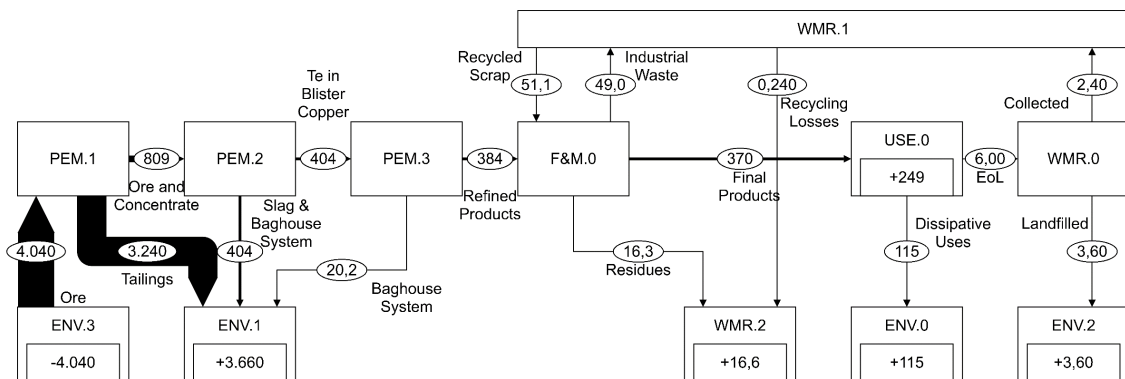 WMR.1
Recycled
Scrap
51,1
49,0
Industrial
Waste
0,240
Recycling
Losses
2,40
Collected
Te in
Blister
Copper
PEM.1
809
Ore and
Concentrate
PEM.2
404
PEM.3
384
Refined
Products
F&M.0
370
Final
Products
USE.0
+249
6,00
EoL
WMR.0
Slag &
Baghouse
System
4.040
Ore
3.240
Tailings
404
20,2
Baghouse
System
16,3
Residues
Dissipative
Uses
115
Landfilled
3,60
ENV.3
-4.040
ENV.1
+3.660
WMR.2
+16,6
ENV.0
+115
ENV.2
+3,60